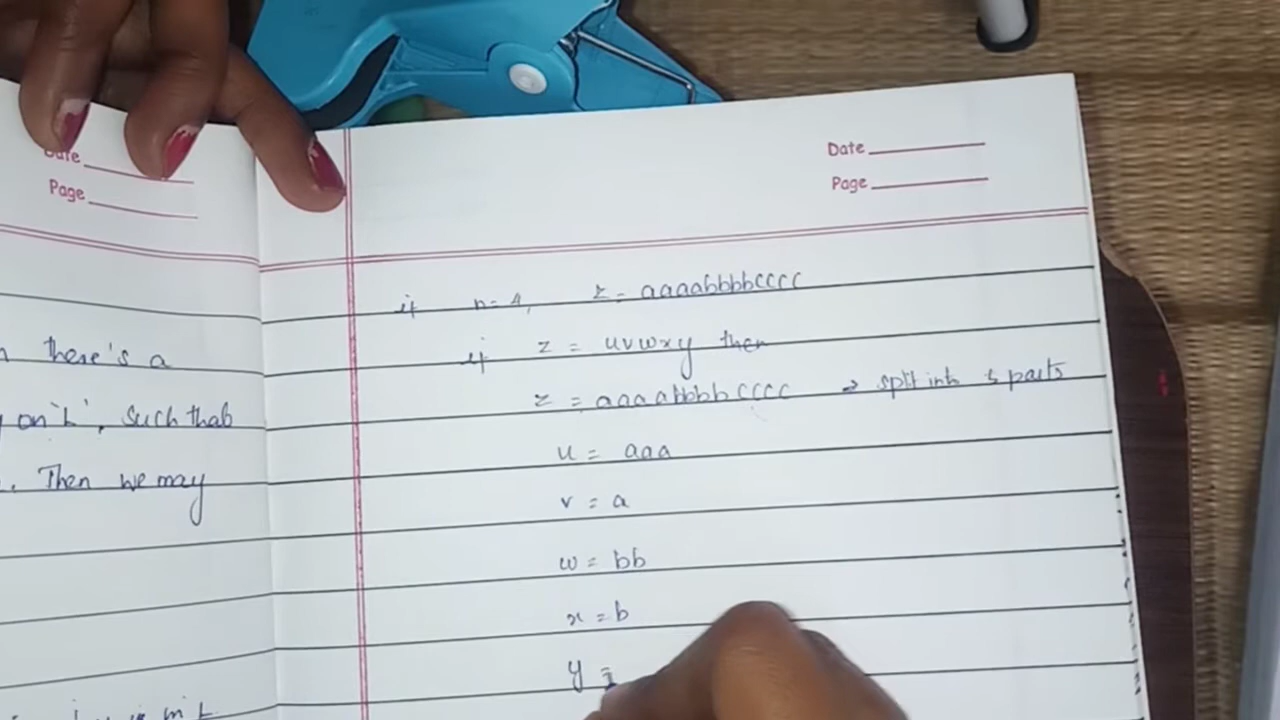 Date
Page
there's a
on 'L', such that
Then we may
in L
Date
Page
if n=4, z = aaaabbbbcccc
if z = uvwxy then
z = aaaabbbbcccc → split into 5 parts
u = aaa
v = a
w = bb
x = b
y =